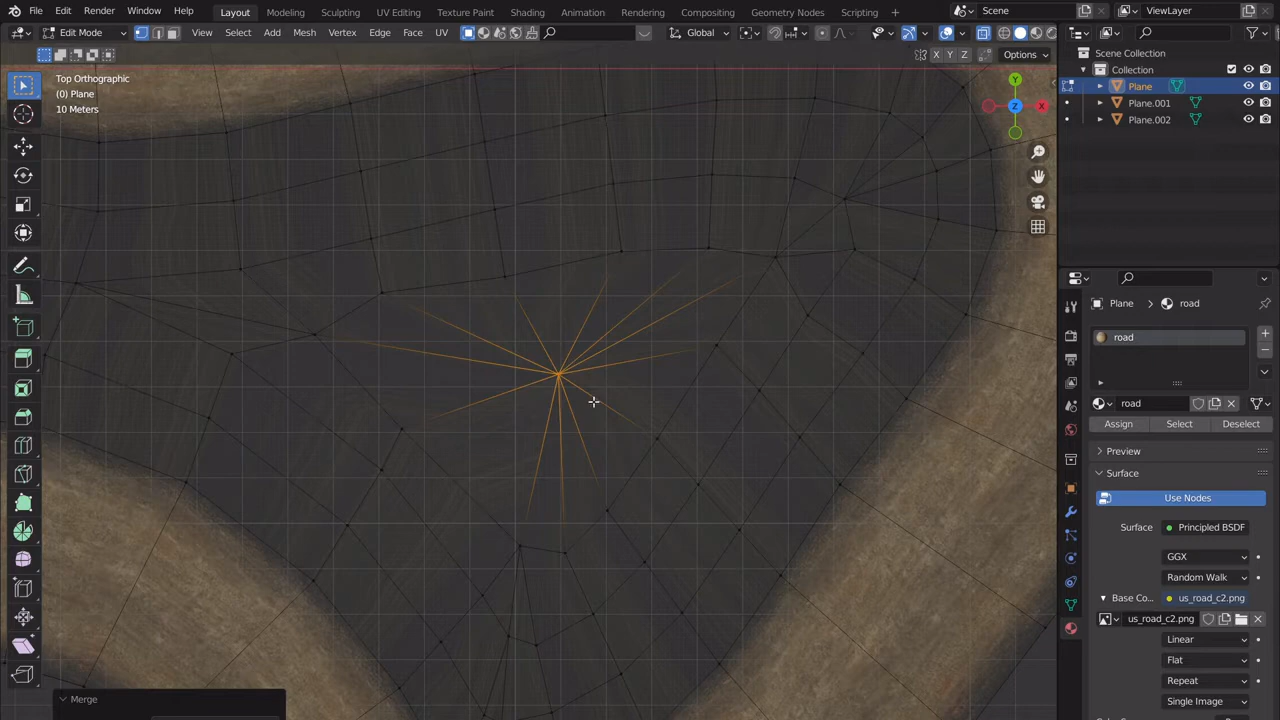 File Edit Render Window Help Layout Modeling Sculpting UV Editing Texture Paint Shading Animation Rendering Compositing Geometry Nodes Scripting + Scene ViewLayer
Edit Mode View Select Add Mesh Vertex Edge Face UV Global
X Y Z Options
Scene Collection
Collection
Plane
Plane.001
Plane.002
Top Orthographic
(0) Plane
10 Meters
Y
Z
X
Plane > road
road
road
Assign Select Deselect
Preview
Surface
Use Nodes
Surface Principled BSDF
GGX
Random Walk
Base Co... us_road_c2.png
us_road_c2.png
Linear
Flat
Repeat
Single Image
Merge